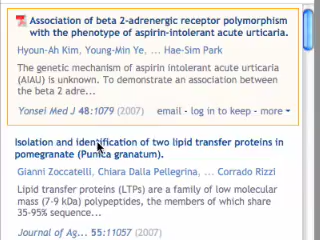 Association of beta 2-adrenergic receptor polymorphism
with the phenotype of aspirin-intolerant acute urticaria.
Hyoun-Ah Kim, Young-Min Ye, ... Hae-Sim Park
The genetic mechanism of aspirin intolerant acute urticaria
(AIAU) is unknown. To demonstrate an association between
the beta 2 adre...
Yonsei Med J 48:1079 (2007) email - log in to keep - more
Isolation and identification of two lipid transfer proteins in
pomegranate (Punica granatum).
Gianni Zoccatelli, Chiara Dalla Pellegrina, ... Corrado Rizzi
Lipid transfer proteins (LTPs) are a family of low molecular
mass (7-9 kDa) polypeptides, the members of which share
35-95% sequence...
Journal of Ag... 55:11057 (2007)